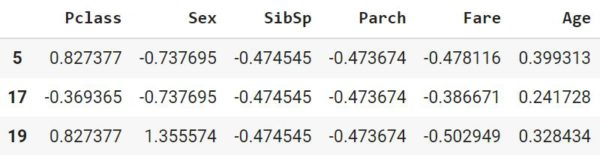 Pclass Sex SibSp Parch Fare Age
5 0.827377 -0.737695 -0.474545 -0.473674 -0.478116 0.399313
17 -0.369365 -0.737695 -0.474545 -0.473674 -0.386671 0.241728
19 0.827377 1.355574 -0.474545 -0.473674 -0.502949 0.328434